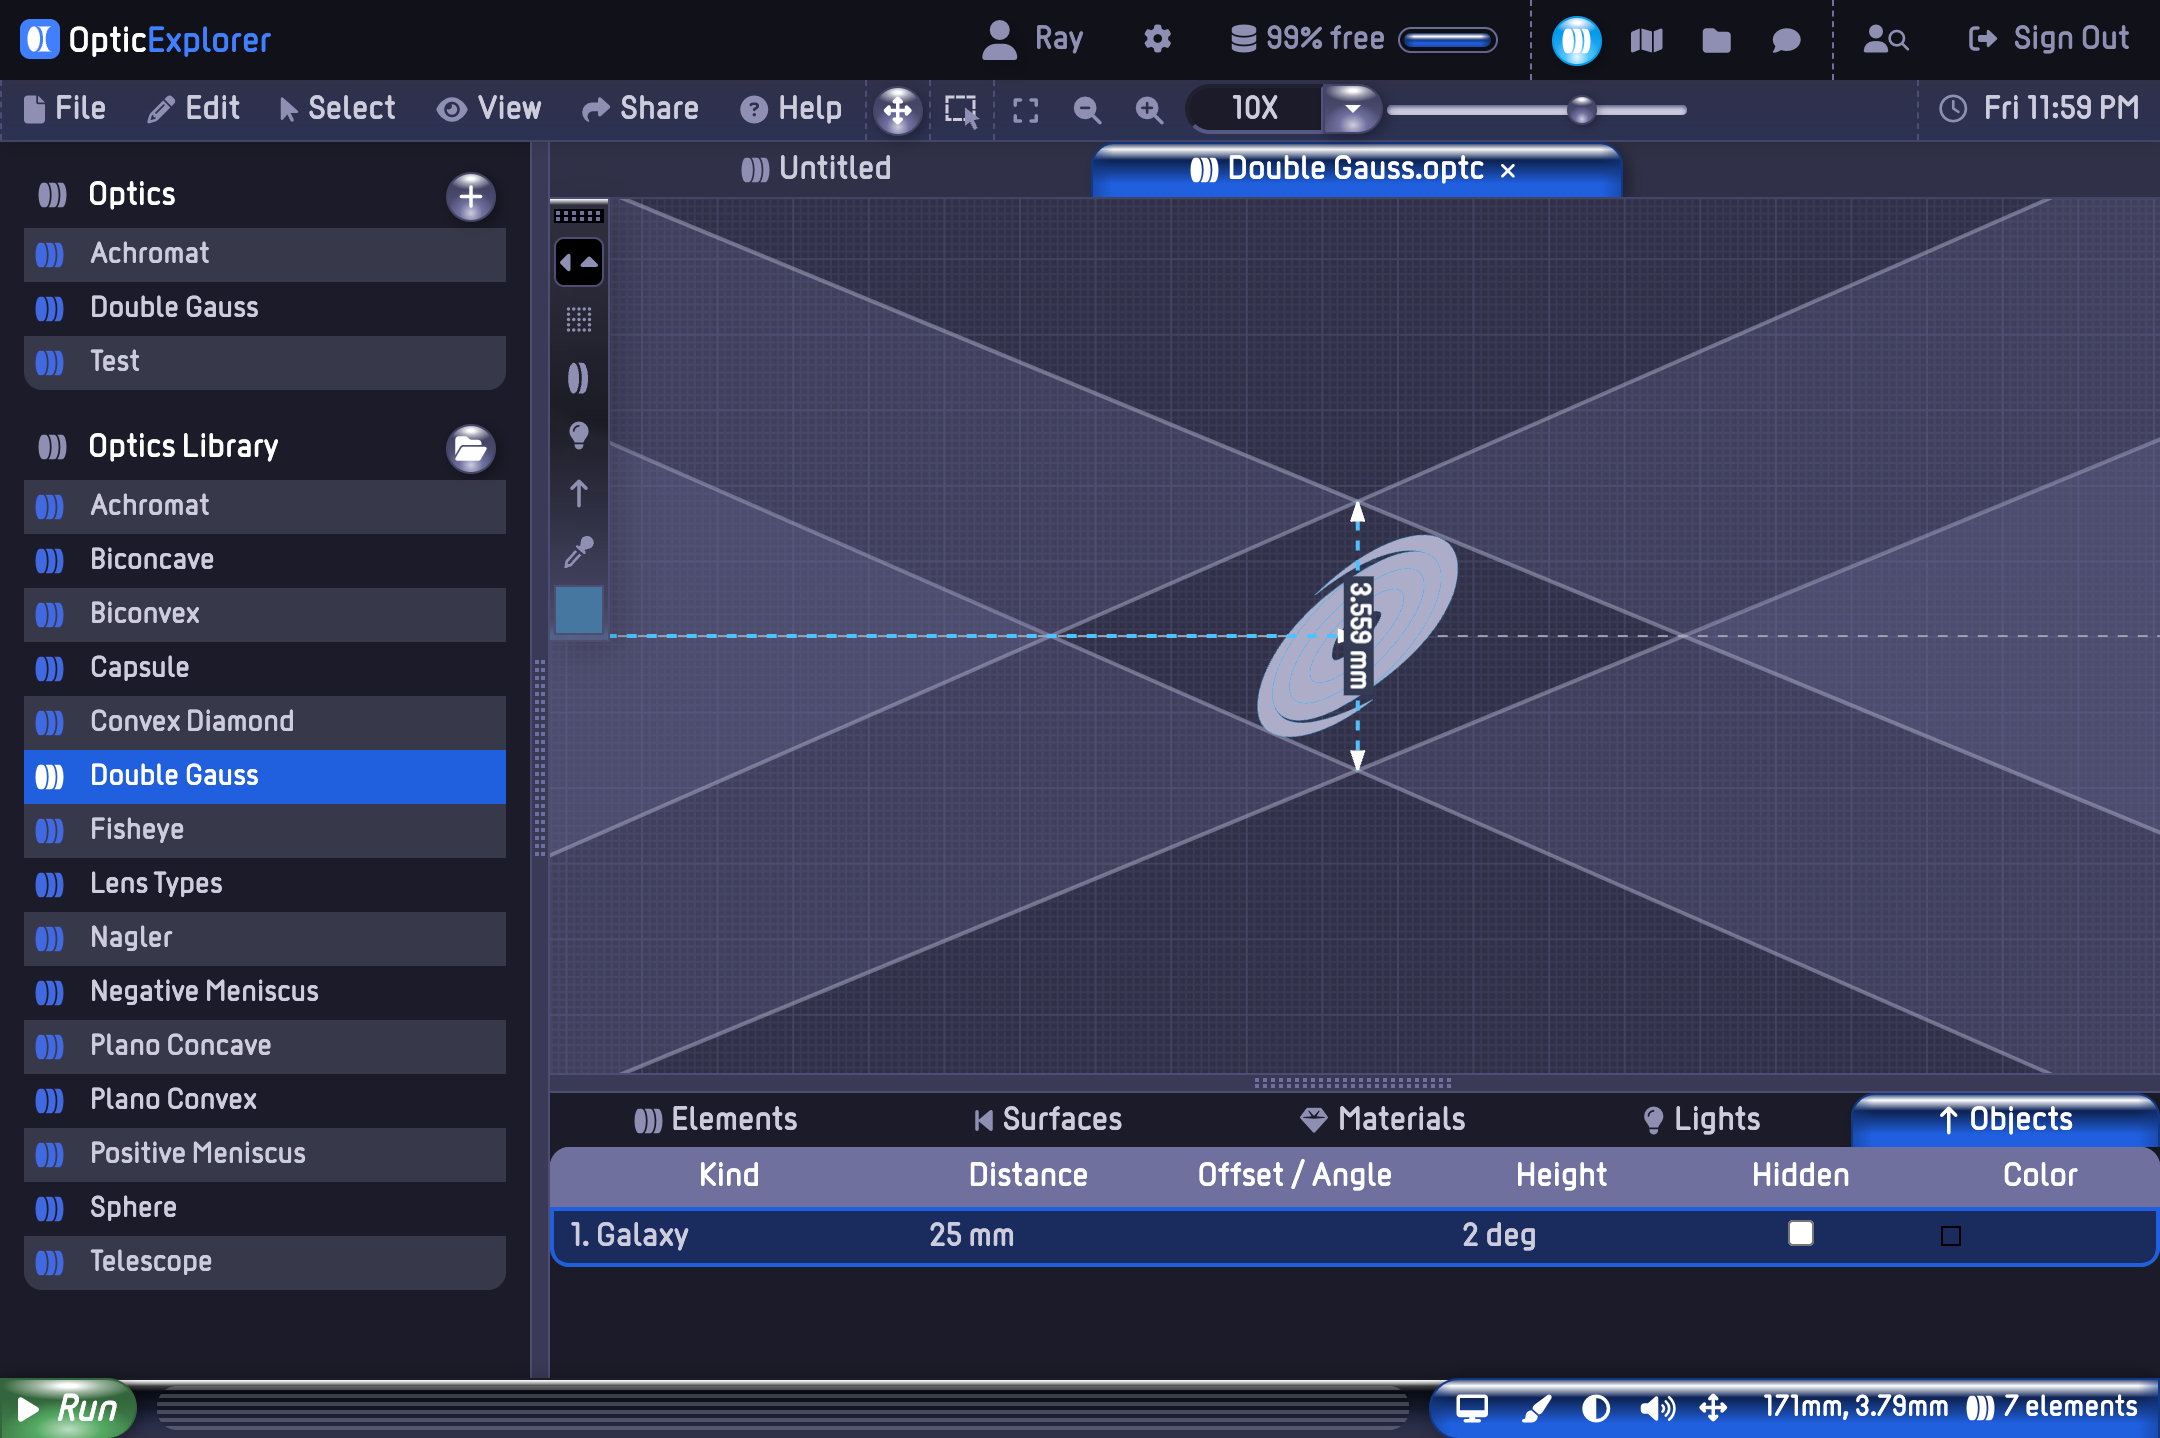 OpticExplorer
Ray
99% free
Sign Out
File
Edit
Select
View
Share
Help
10X
Fri 11:59 PM
Optics
Achromat
Double Gauss
Test
Optics Library
Achromat
Biconcave
Biconvex
Capsule
Convex Diamond
Double Gauss
Fisheye
Lens Types
Nagler
Negative Meniscus
Plano Concave
Plano Convex
Positive Meniscus
Sphere
Telescope
Untitled
Double Gauss.optc ×
3.559 mm
Elements
Surfaces
Materials
Lights
Objects
Kind
Distance
Offset / Angle
Height
Hidden
Color
1. Galaxy
25 mm
2 deg
Run
171mm, 3.79mm
7 elements